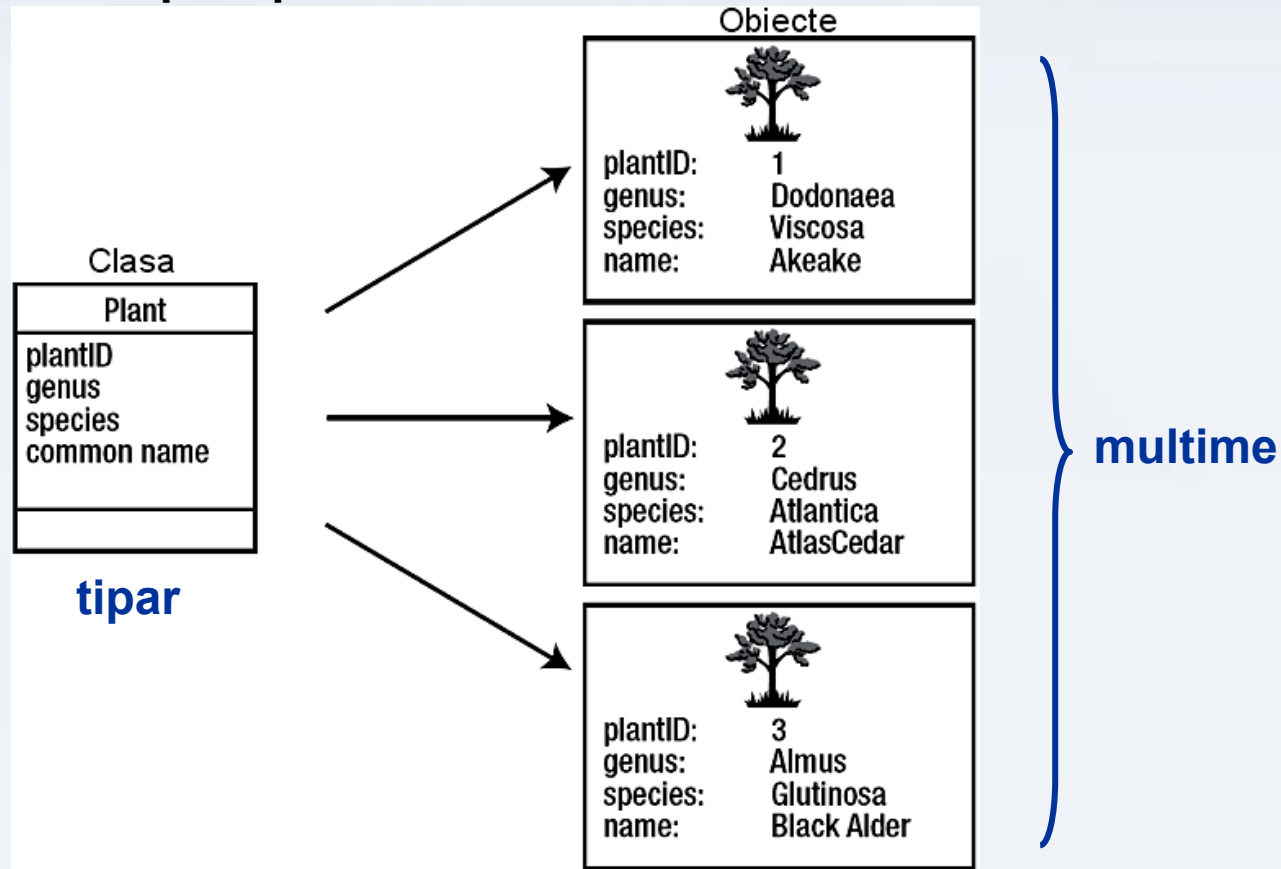 Clasa
Plant
plantID
genus
species
common name
tipar
Obiecte
plantID: 1
genus: Dodonaea
species: Viscosa
name: Akeake
plantID: 2
genus: Cedrus
species: Atlantica
name: AtlasCedar
plantID: 3
genus: Almus
species: Glutinosa
name: Black Alder
multime